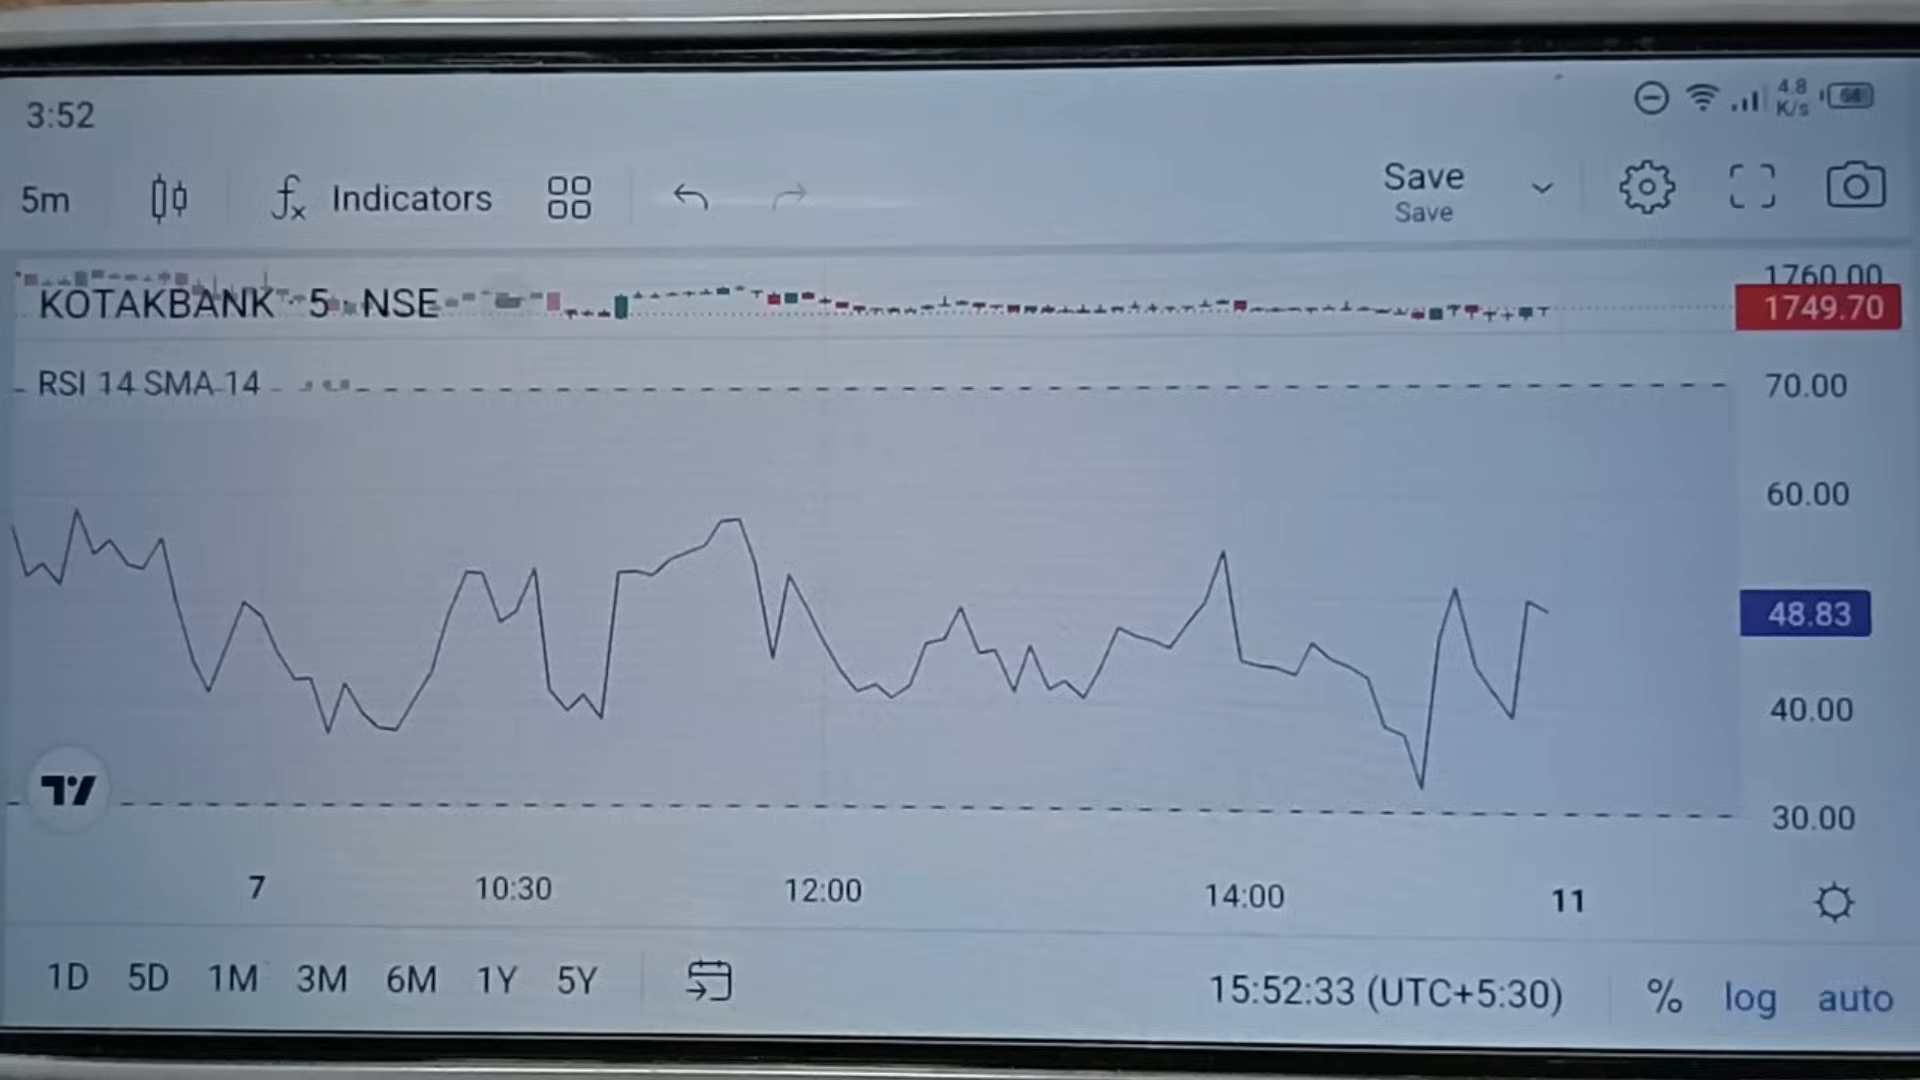 3:52
4.8 K/s
64
5m
Indicators
Save
Save
KOTAKBANK · 5 · NSE
1760.00
1749.70
RSI 14 SMA 14
70.00
60.00
48.83
40.00
30.00
7 10:30 12:00 14:00 11
1D 5D 1M 3M 6M 1Y 5Y
15:52:33 (UTC+5:30)
% log auto